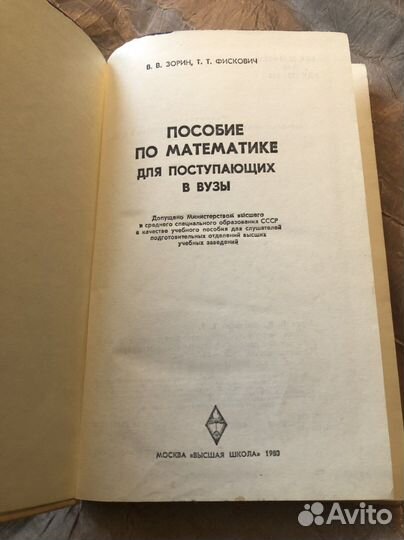 В. В. ЗОРИН, Т. Т. ФИСКОВИЧ
ПОСОБИЕ
ПО МАТЕМАТИКЕ
ДЛЯ ПОСТУПАЮЩИХ
В ВУЗЫ
Допущено Министерством высшего
и среднего специального образования СССР
в качестве учебного пособия для слушателей
подготовительных отделений высших
учебных заведений
МОСКВА «ВЫСШАЯ ШКОЛА» 1980
Avito